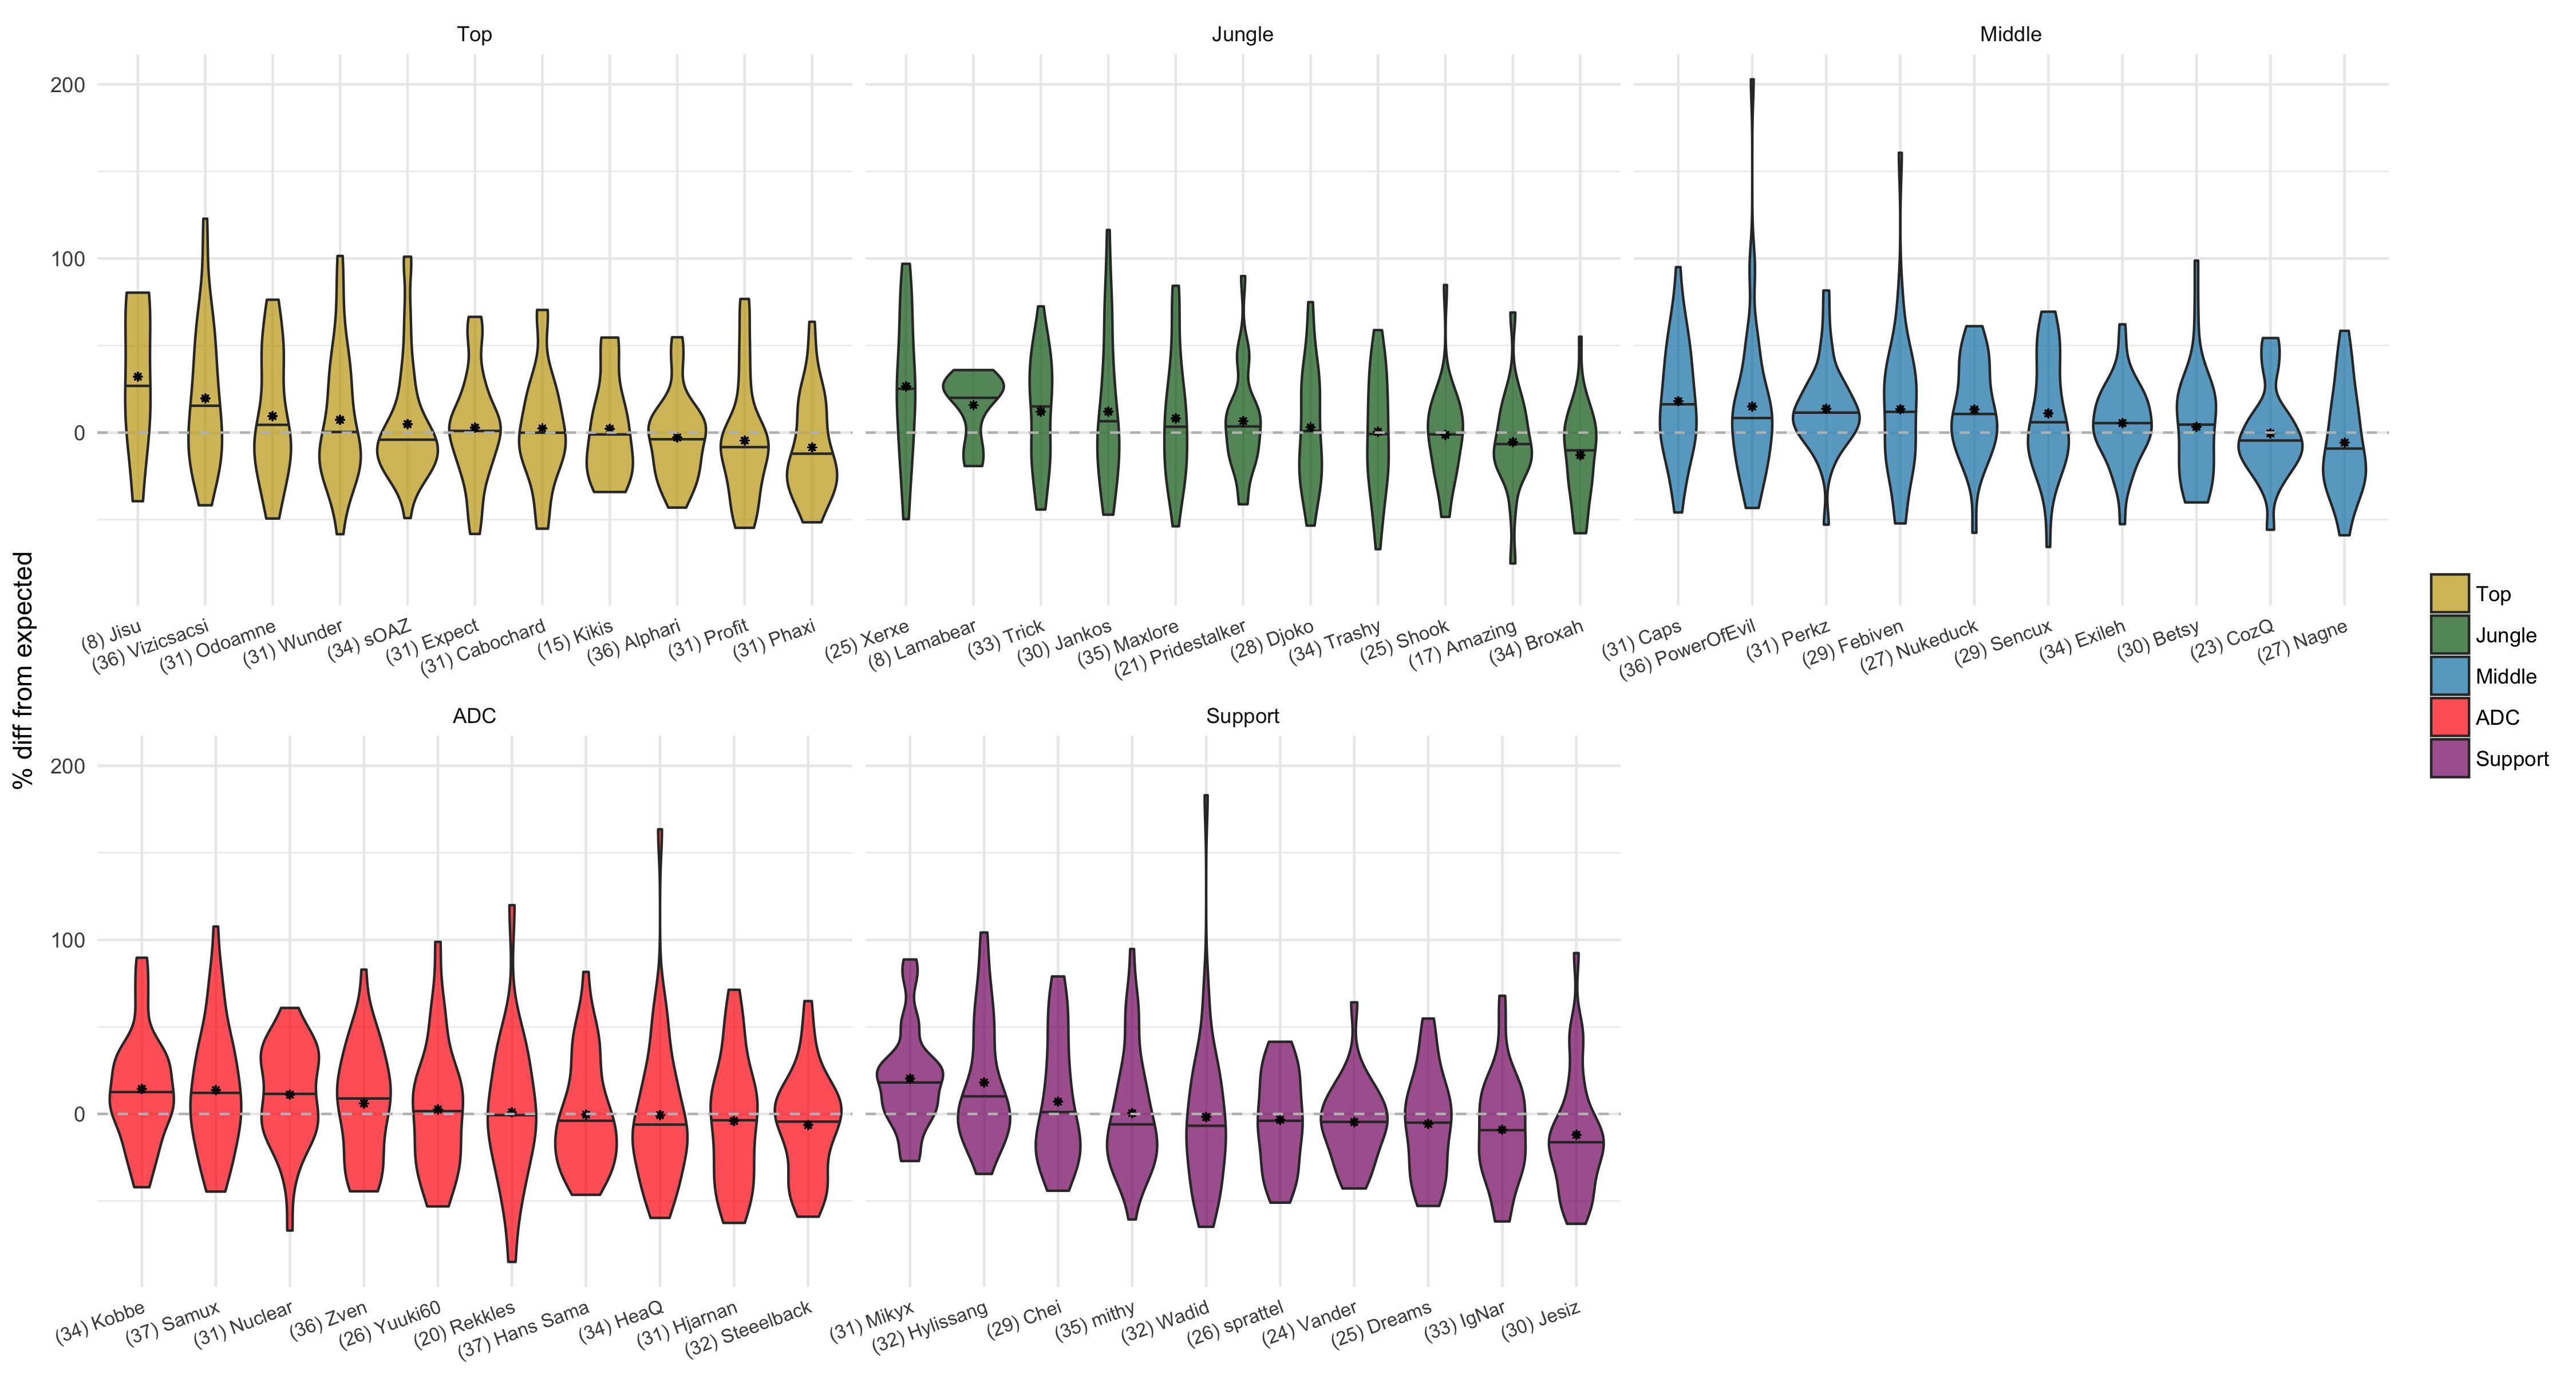 Top
Jungle
Middle
200
100
0
(8) Jisu
(36) Vizicsacsi
(31) Odoamne
(31) Wunder
(34) sOAZ
(31) Expect
(31) Cabochard
(15) Kikis
(36) Alphari
(31) Profit
(31) Phaxi
(25) Xerxe
(8) Lamabear
(33) Trick
(30) Jankos
(35) Maxlore
(21) Pridestalker
(28) Djoko
(34) Trashy
(25) Shook
(17) Amazing
(34) Broxah
(31) Caps
(36) PowerOfEvil
(31) Perkz
(29) Febiven
(27) Nukeduck
(29) Sencux
(34) Exileh
(30) Betsy
(23) CozQ
(27) Nagne
% diff from expected
ADC
Support
200
100
0
(34) Kobbe
(37) Samux
(31) Nuclear
(36) Zven
(26) Yuuki60
(20) Rekkles
(37) Hans Sama
(34) HeaQ
(31) Hjarnan
(32) Steeelback
(31) Mikyx
(32) Hylissang
(29) Chei
(35) mithy
(32) Wadid
(26) sprattel
(24) Vander
(25) Dreams
(33) IgNar
(30) Jesiz
Top
Jungle
Middle
ADC
Support